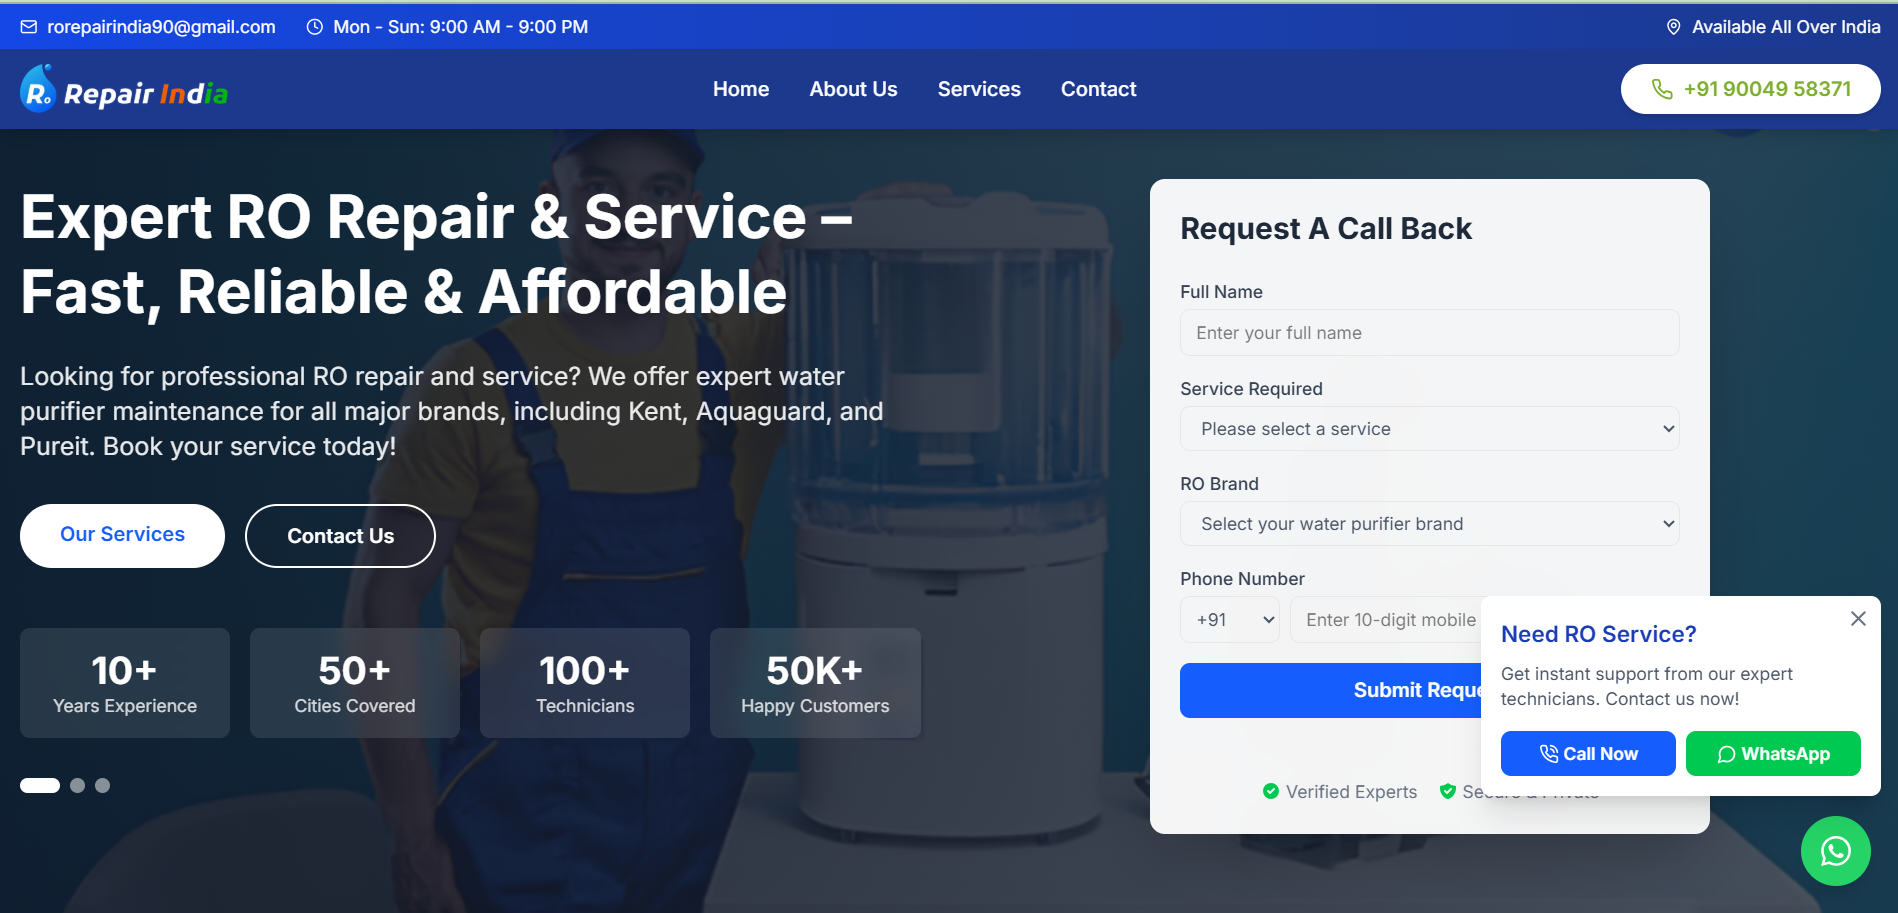 rorepairindia90@gmail.com
Mon - Sun: 9:00 AM - 9:00 PM
Available All Over India
Ro Repair India
Home
About Us
Services
Contact
+91 90049 58371
Expert RO Repair & Service –
Fast, Reliable & Affordable
Looking for professional RO repair and service? We offer expert water
purifier maintenance for all major brands, including Kent, Aquaguard, and
Pureit. Book your service today!
Our Services
Contact Us
10+
Years Experience
50+
Cities Covered
100+
Technicians
50K+
Happy Customers
Request A Call Back
Full Name
Enter your full name
Service Required
Please select a service
RO Brand
Select your water purifier brand
Phone Number
+91
Enter 10-digit mobile
Submit Reque
Verified Experts
Secure & Private
Need RO Service?
Get instant support from our expert
technicians. Contact us now!
Call Now
WhatsApp